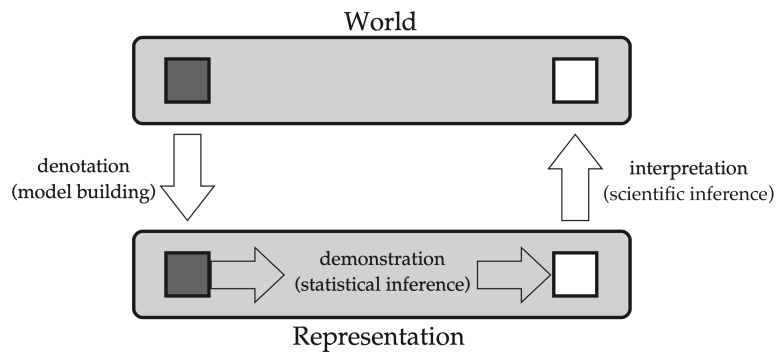 World
denotation
(model building)
interpretation
(scientific inference)
demonstration
(statistical inference)
Representation